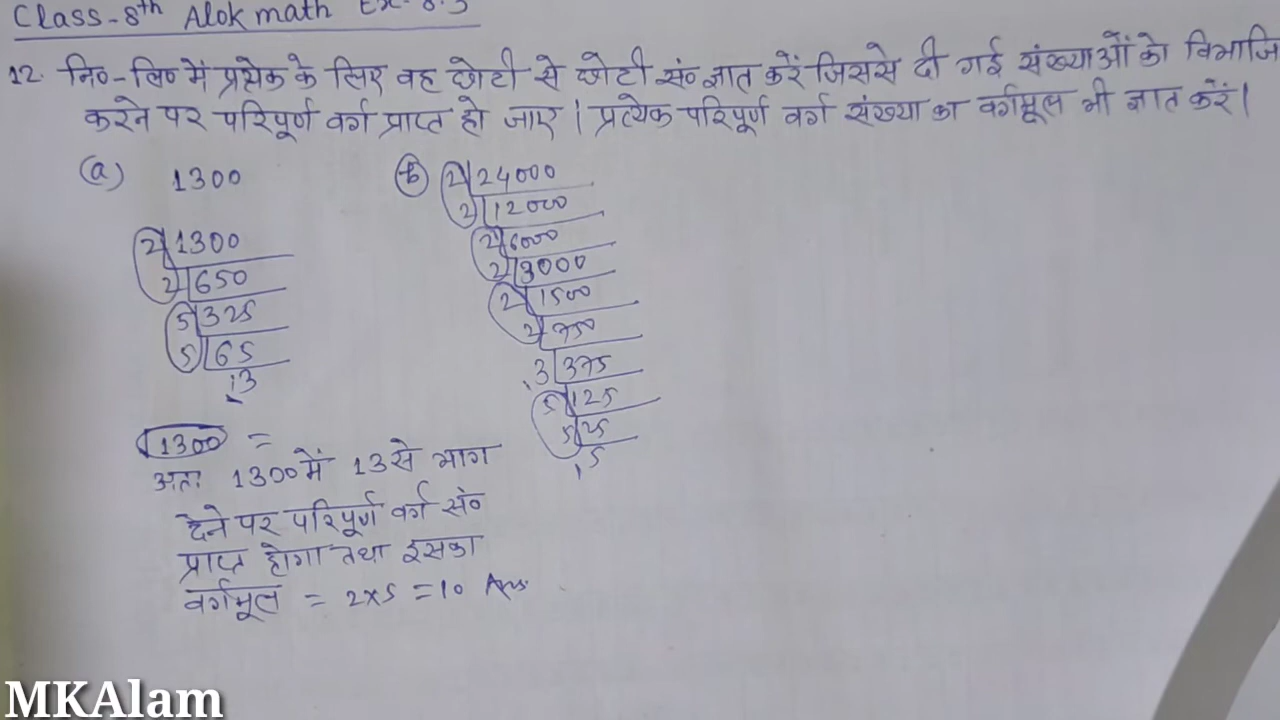 Class-8th Alok math Ex-8.3
12. नि०-लि० में प्रत्येक के लिए वह छोटी से छोटी सं० ज्ञात करें जिससे दी गई संख्याओं को विभाजि
करने पर परिपूर्ण वर्ग प्राप्त हो जाए। प्रत्येक परिपूर्ण वर्ग संख्या का वर्गमूल भी ज्ञात करें।
(a) 1300
2 1300
2 650
5 325
5 65
13
1300 =
अतः 1300 में 13 से भाग
देने पर परिपूर्ण वर्ग सं०
प्राप्त होगा तथा इसका
वर्गमूल = 2×5 = 10 Ans.
(b) 2 24000
2 12000
2 6000
2 3000
2 1500
2 750
3 375
5 125
5 25
5
MKAlam